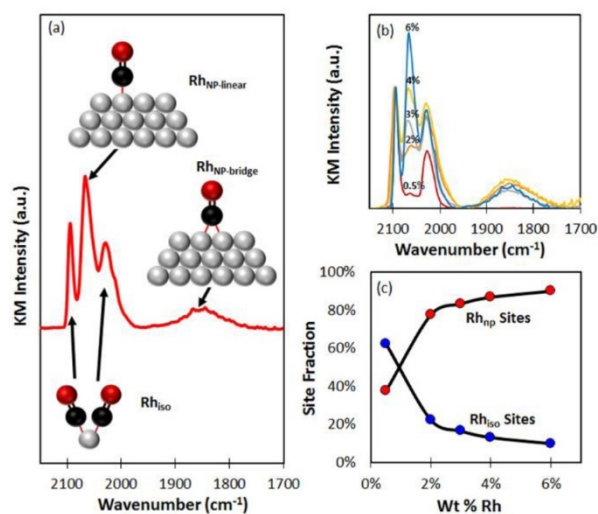 (a)
Rh_NP-linear
Rh_NP-bridge
Rh_iso
KM Intensity (a.u.)
2100 2000 1900 1800
Wavenumber (cm⁻¹)
(b)
6%
4%
3%
2%
0.5%
KM Intensity (a.u.)
2100 2000 1900 1800 1700
Wavenumber (cm⁻¹)
(c)
100%
80%
60%
40%
20%
0%
Site Fraction
Rh_np Sites
Rh_iso Sites
0% 2% 4% 6%
Wt % Rh